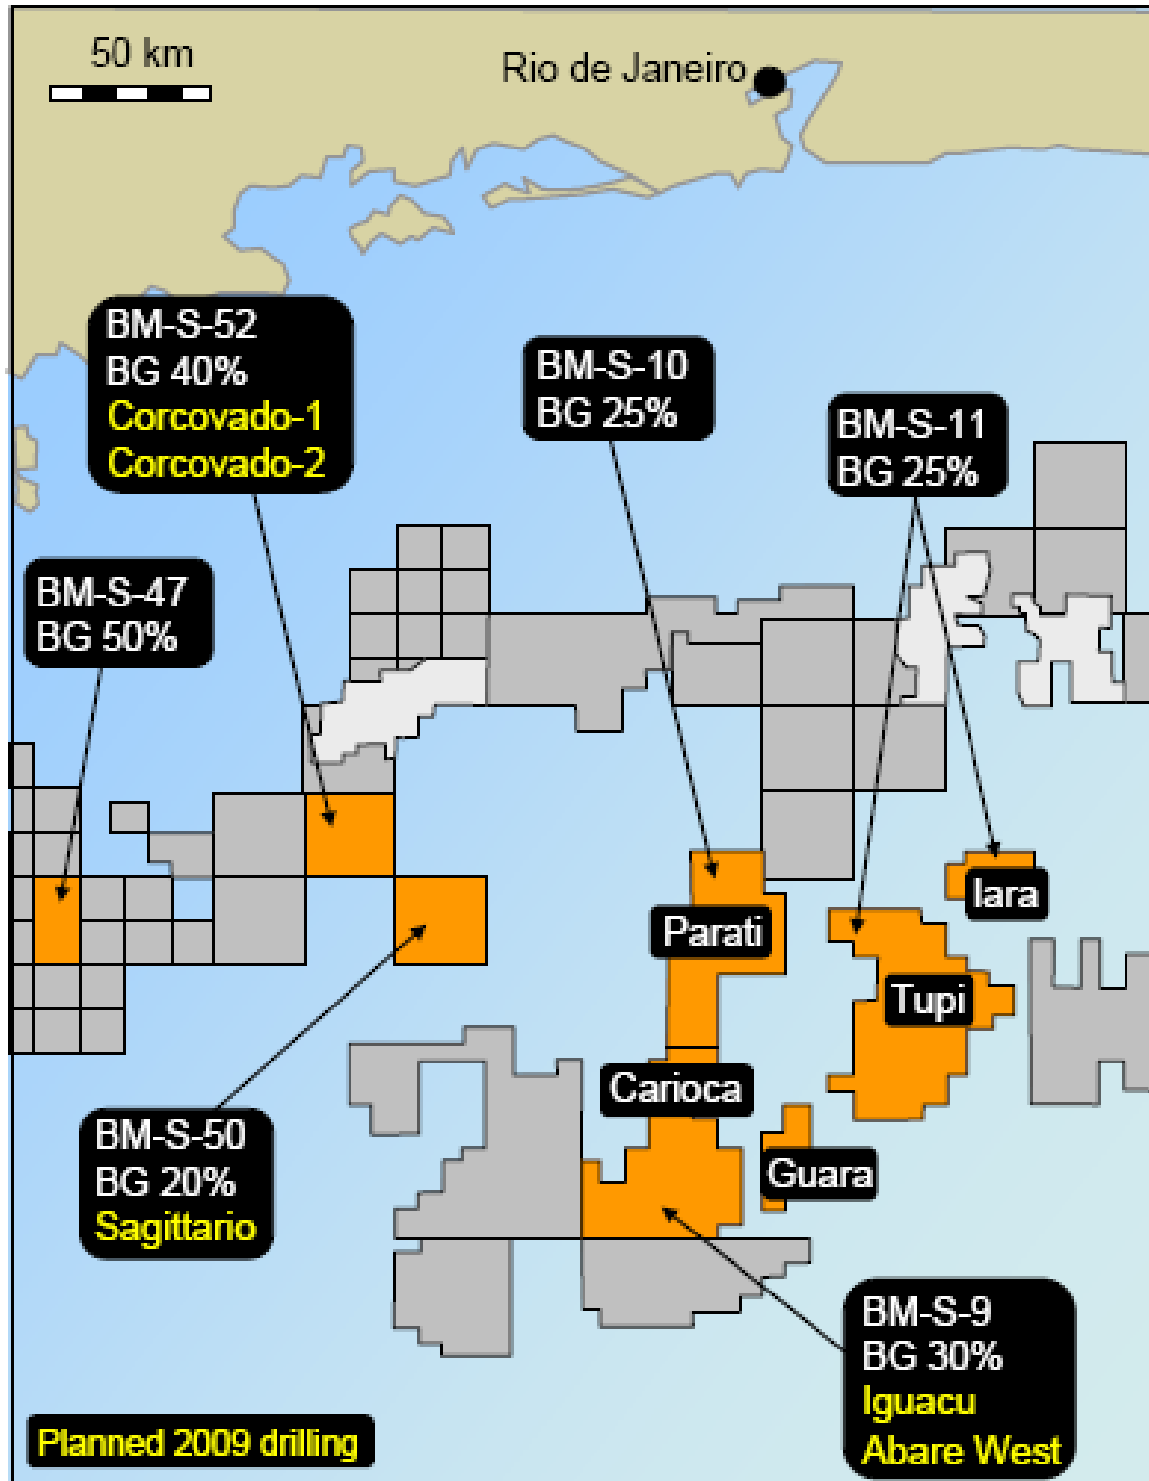 50 km
Rio de Janeiro
BM-S-52
BG 40%
Corcovado-1
Corcovado-2
BM-S-10
BG 25%
BM-S-11
BG 25%
BM-S-47
BG 50%
Iara
Parati
Tupi
Carioca
Guara
BM-S-50
BG 20%
Sagittario
BM-S-9
BG 30%
Iguacu
Abare West
Planned 2009 drilling